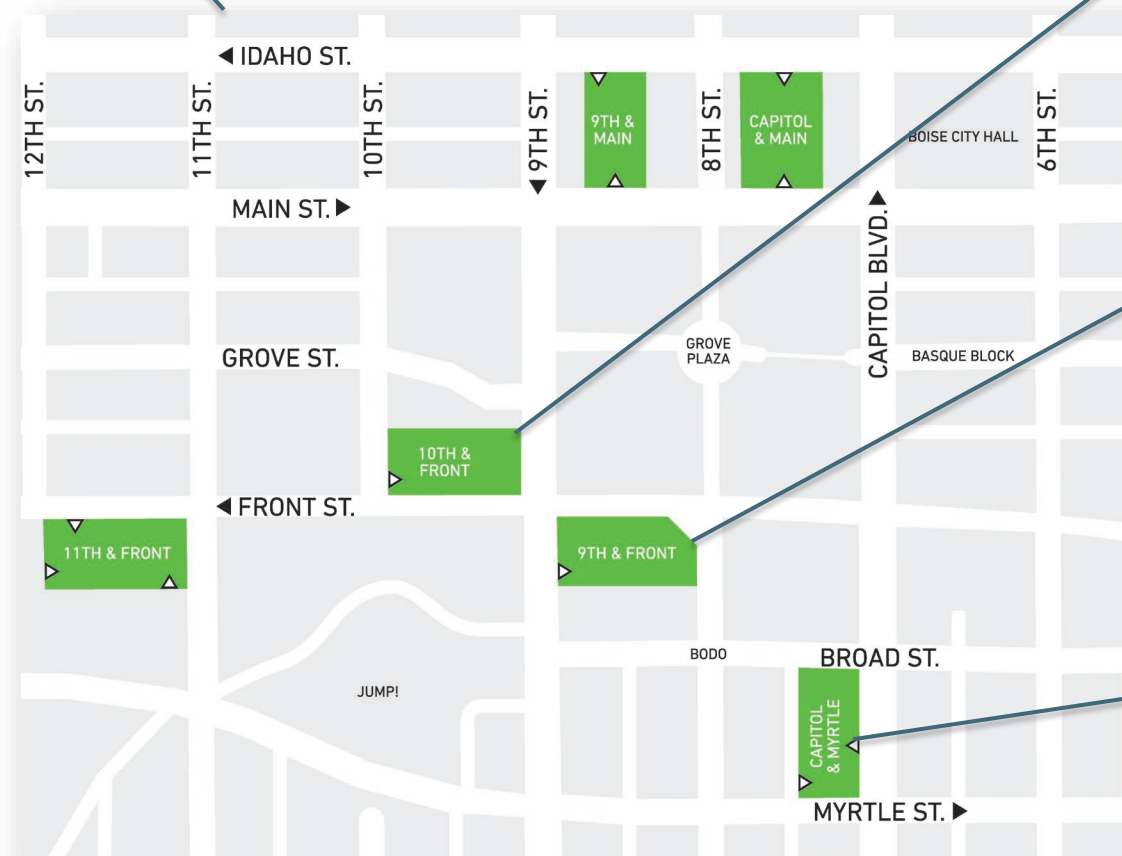 ◀ IDAHO ST.
12TH ST.
11TH ST.
10TH ST.
◀ 9TH ST.
9TH &
MAIN
8TH ST.
CAPITOL
& MAIN
BOISE CITY HALL
6TH ST.
MAIN ST. ▶
CAPITOL BLVD. ▶
GROVE ST.
GROVE
PLAZA
BASQUE BLOCK
10TH &
FRONT
◀ FRONT ST.
11TH & FRONT
9TH & FRONT
BODO
BROAD ST.
JUMP!
CAPITOL
& MYRTLE
MYRTLE ST. ▶